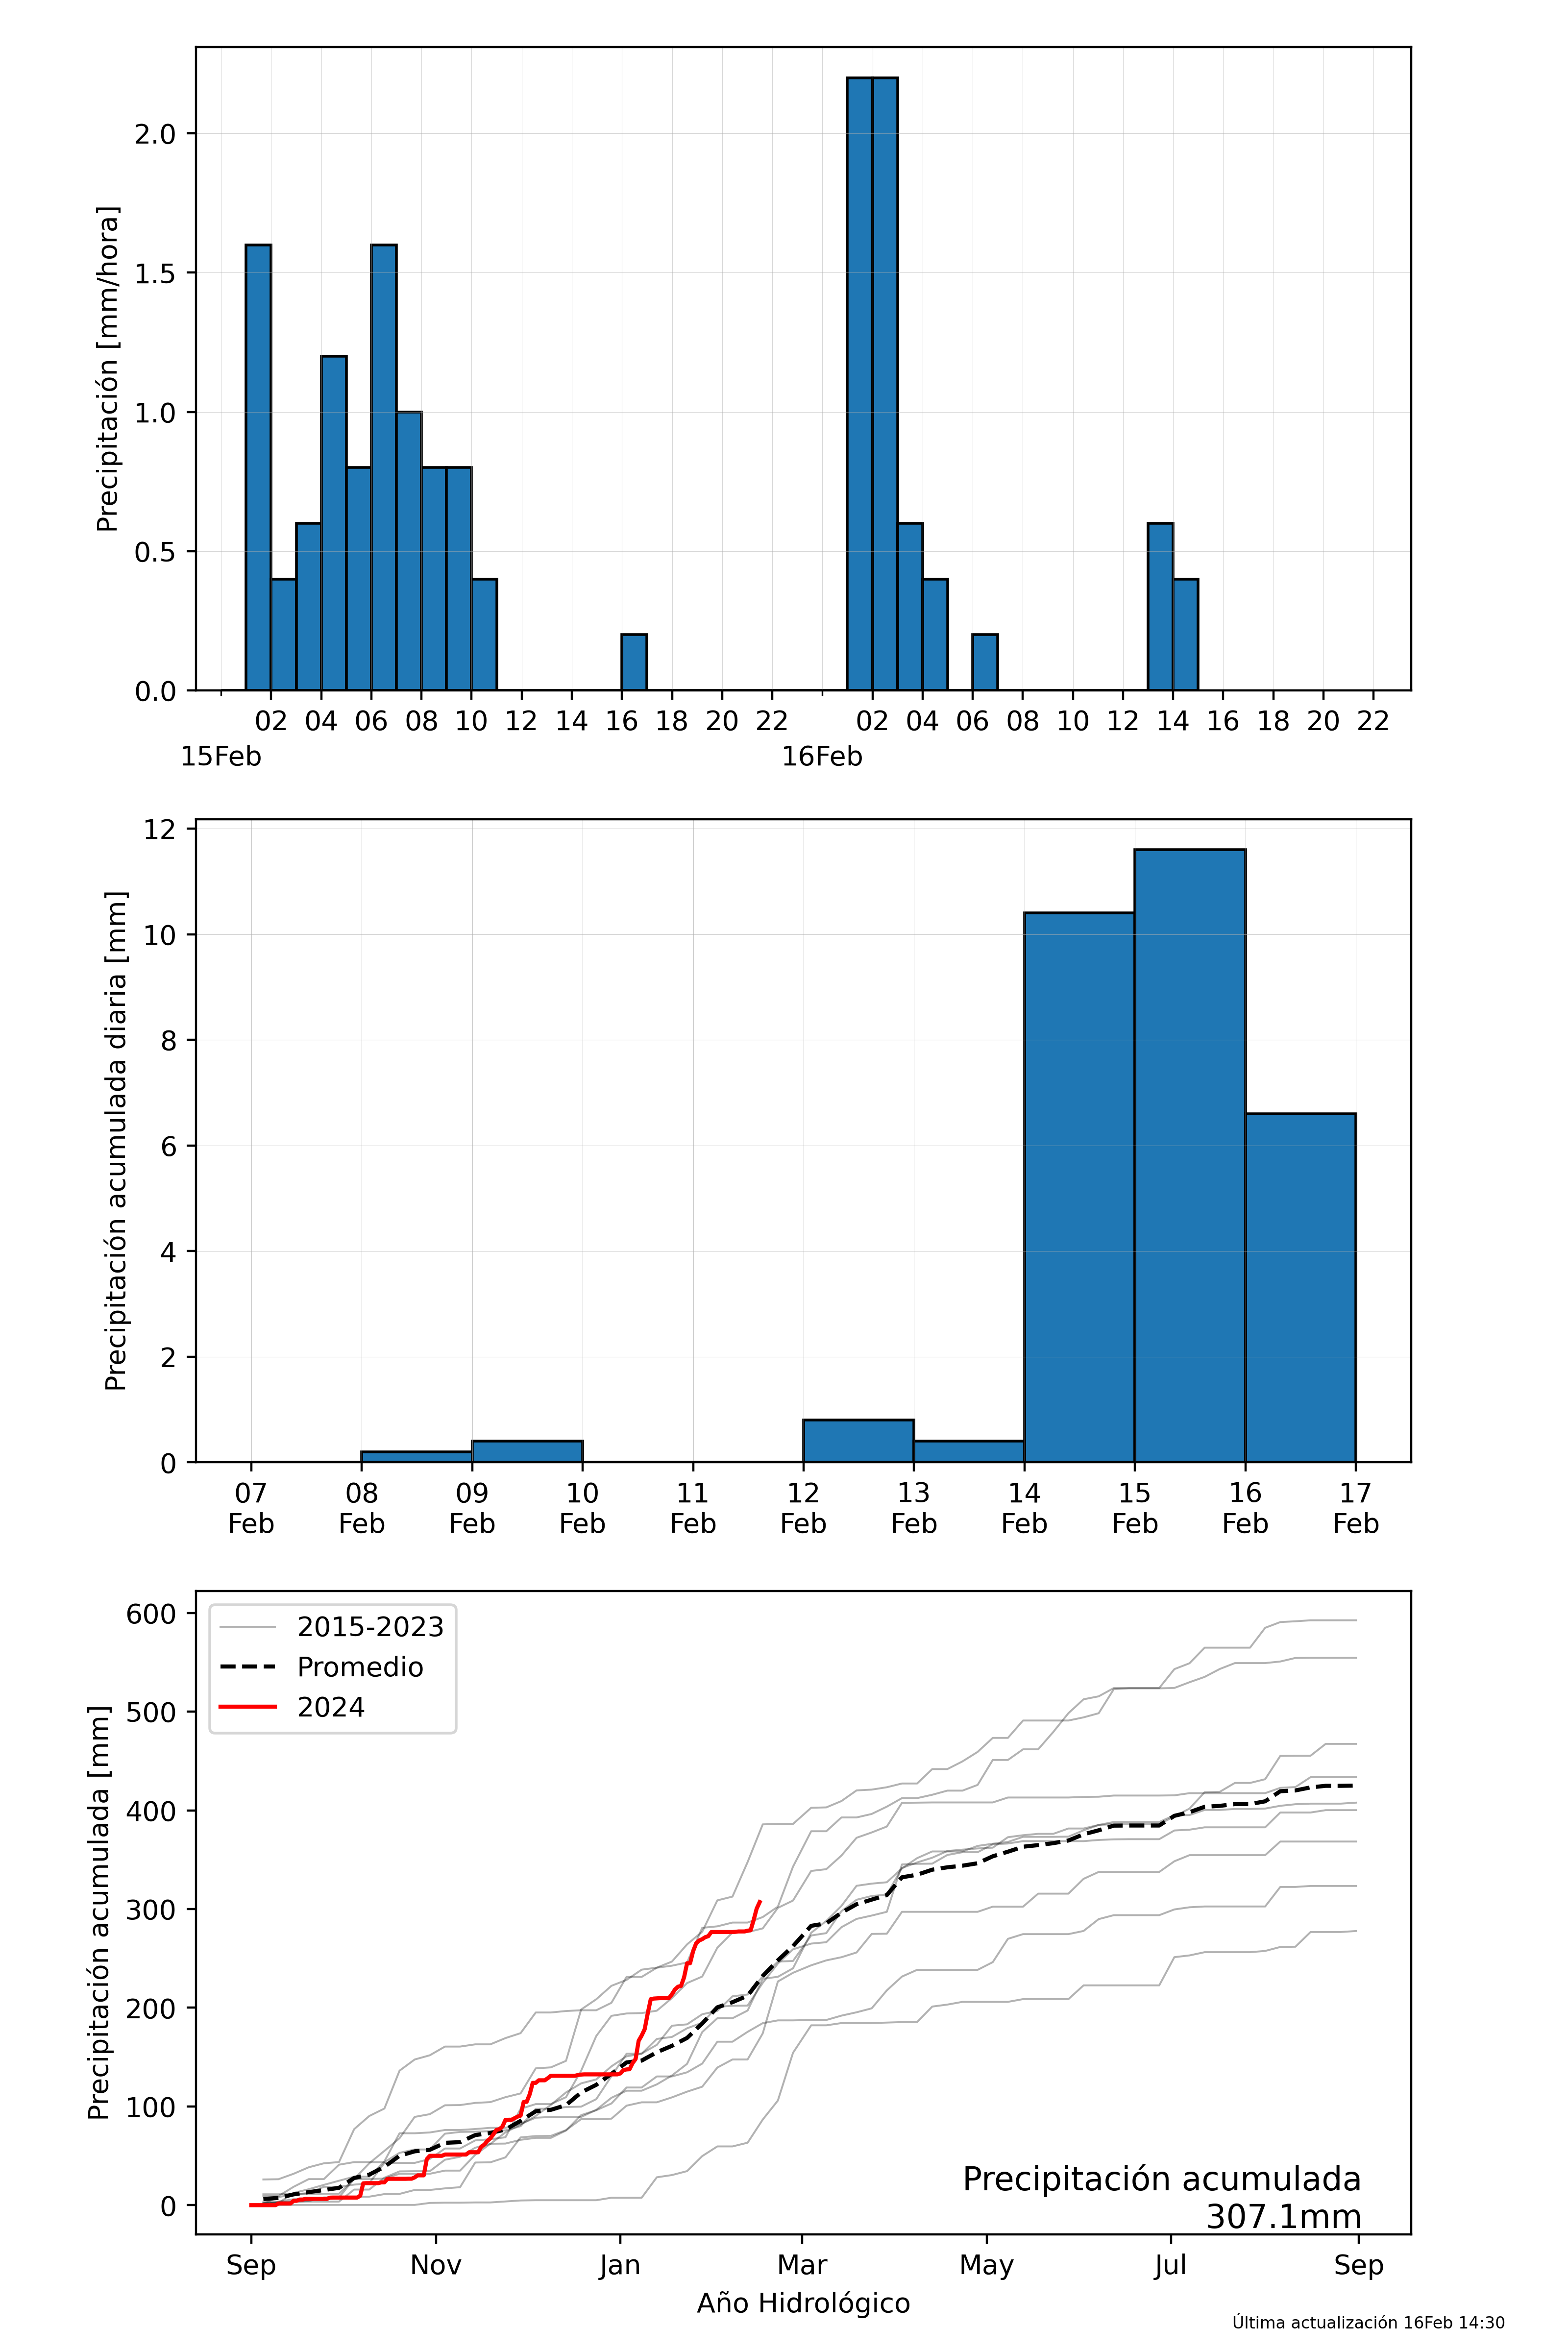 Precipitación [mm/hora]
2.0
1.5
1.0
0.5
0.0
02 04 06 08 10 12 14 16 18 20 22 02 04 06 08 10 12 14 16 18 20 22
15Feb 16Feb
Precipitación acumulada diaria [mm]
12
10
8
6
4
2
0
07 08 09 10 11 12 13 14 15 16 17
Feb Feb Feb Feb Feb Feb Feb Feb Feb Feb Feb
Precipitación acumulada [mm]
600
500
400
300
200
100
0
2015-2023
Promedio
2024
Precipitación acumulada
307.1mm
Sep Nov Jan Mar May Jul Sep
Año Hidrológico
Última actualización 16Feb 14:30